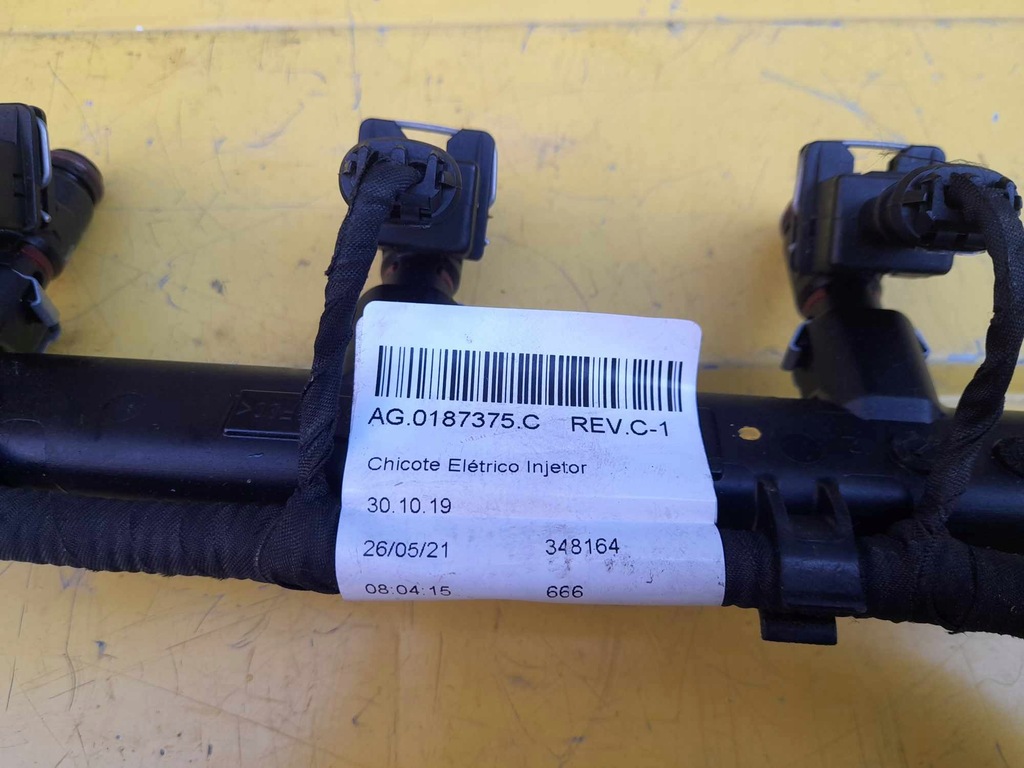 AG.0187375.C REV.C-1
Chicote Elétrico Injetor
30.10.19
26/05/21 348164
08:04:15 666